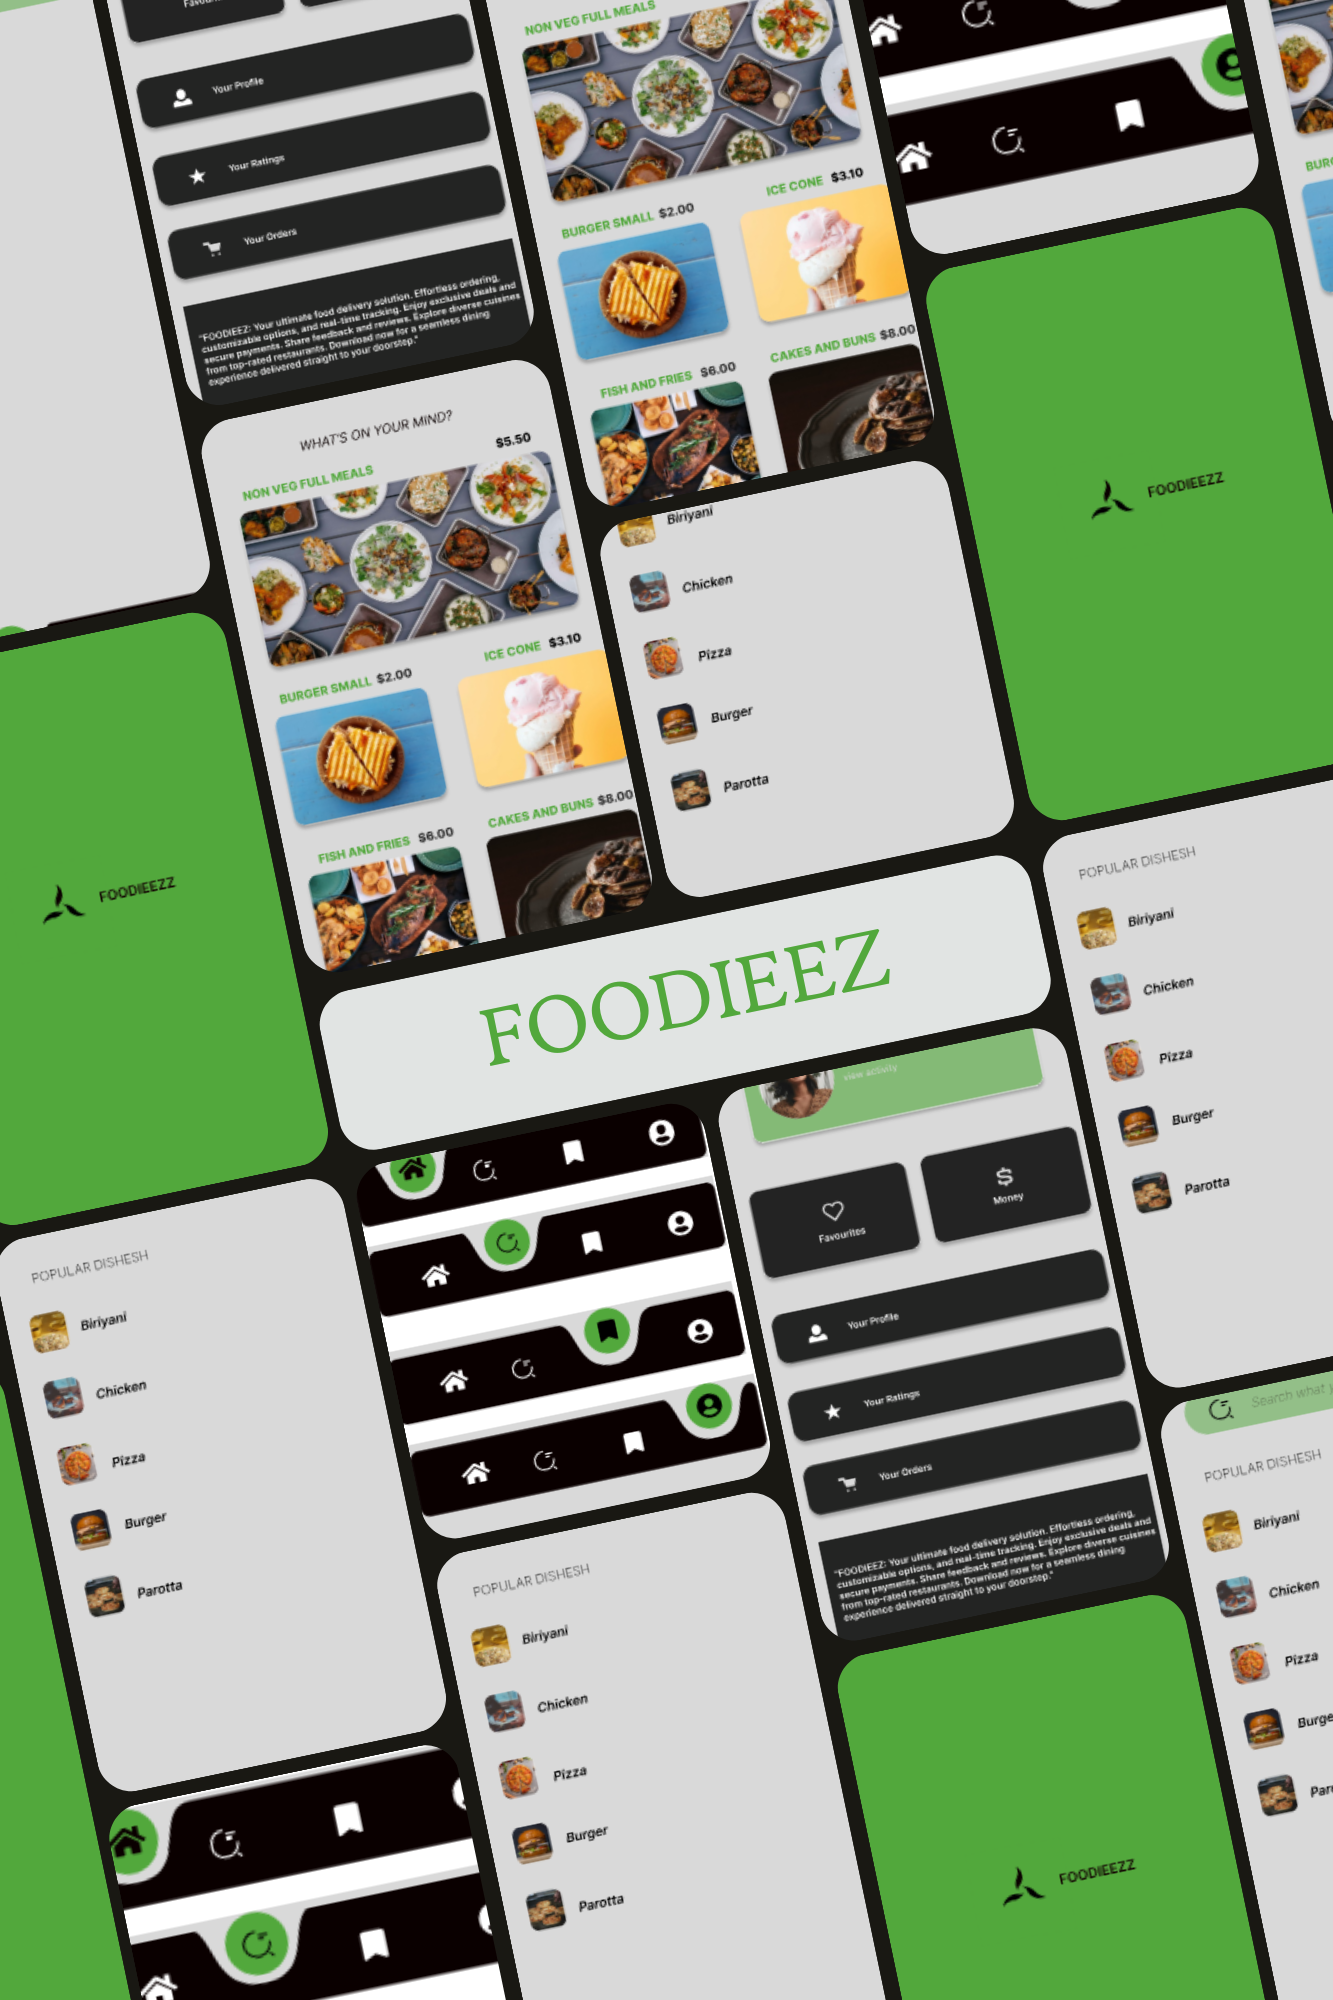 Your Profile
Your Ratings
Your Orders
"FOODIEEZ: Your ultimate food delivery solution. Effortless ordering,
customizable options, and real-time tracking. Enjoy exclusive deals and
secure payments. Share feedback and reviews. Explore diverse cuisines
from top-rated restaurants. Download now for a seamless dining
experience delivered straight to your doorstep."
NON VEG FULL MEALS
BURGER SMALL $2.00
ICE CONE $3.10
FISH AND FRIES $6.00
CAKES AND BUNS $8.00
BURG
WHAT'S ON YOUR MIND?
$5.50
NON VEG FULL MEALS
BURGER SMALL $2.00
ICE CONE $3.10
FISH AND FRIES $6.00
CAKES AND BUNS $8.00
Biriyani
Chicken
Pizza
Burger
Parotta
FOODIEEZZ
FOODIEEZZ
FOODIEEZ
POPULAR DISHESH
Biriyani
Chicken
Pizza
Burger
Parotta
view activity
Favourites
$
Money
Your Profile
Your Ratings
Your Orders
"FOODIEEZ: Your ultimate food delivery solution. Effortless ordering,
customizable options, and real-time tracking. Enjoy exclusive deals and
secure payments. Share feedback and reviews. Explore diverse cuisines
from top-rated restaurants. Download now for a seamless dining
experience delivered straight to your doorstep."
POPULAR DISHESH
Biriyani
Chicken
Pizza
Burger
Parotta
POPULAR DISHESH
Biriyani
Chicken
Pizza
Burger
Parotta
Search what
POPULAR DISHESH
Biriyani
Chicken
Pizza
Burge
Par
FOODIEEZZ